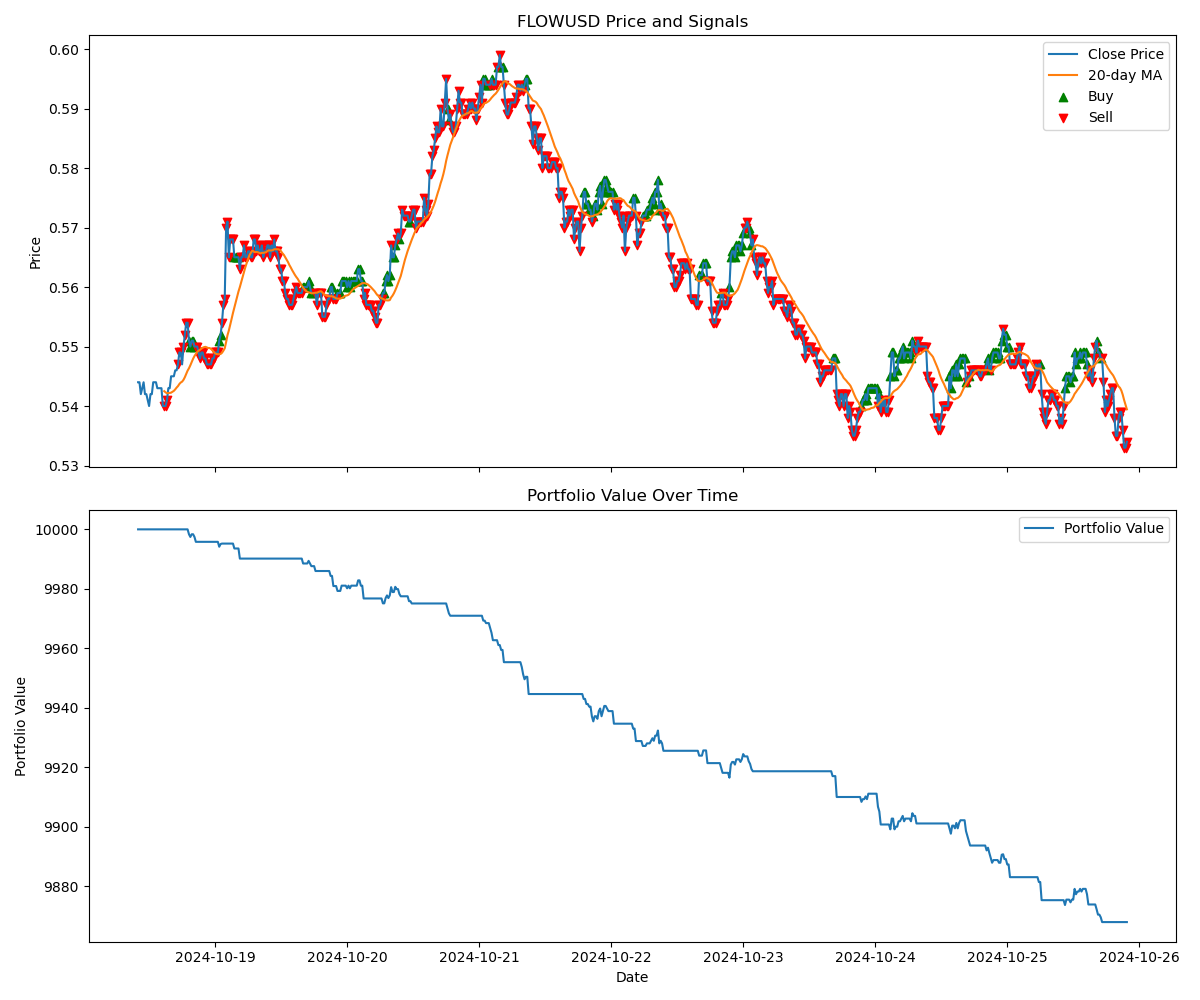 FLOWUSD Price and Signals
0.60
0.59
0.58
0.57
0.56
0.55
0.54
0.53
Price
Close Price
20-day MA
Buy
Sell
Portfolio Value Over Time
10000
9980
9960
9940
9920
9900
9880
Portfolio Value
Portfolio Value
2024-10-19
2024-10-20
2024-10-21
2024-10-22
2024-10-23
2024-10-24
2024-10-25
2024-10-26
Date